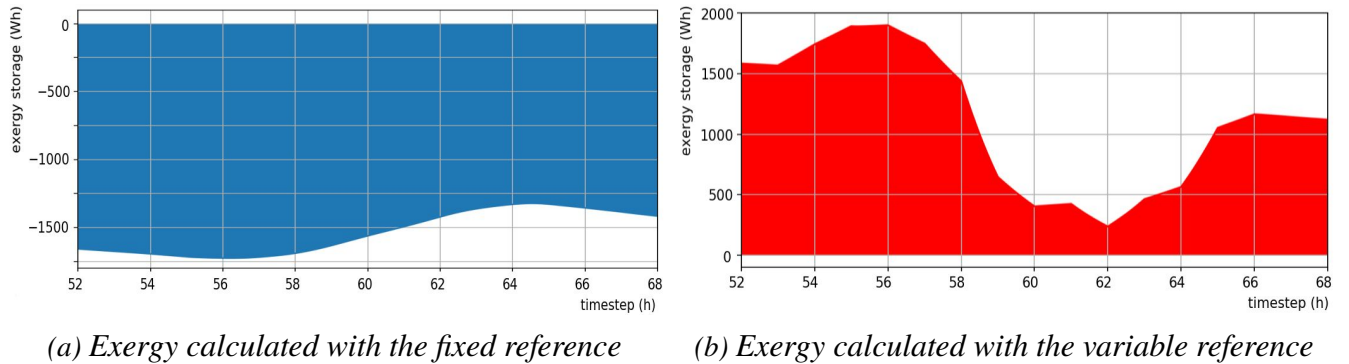 exergy storage (Wh)
0
−500
−1000
−1500
52 54 56 58 60 62 64 66 68
timestep (h)
(a) Exergy calculated with the fixed reference
exergy storage (Wh)
2000
1500
1000
500
0
52 54 56 58 60 62 64 66 68
timestep (h)
(b) Exergy calculated with the variable reference